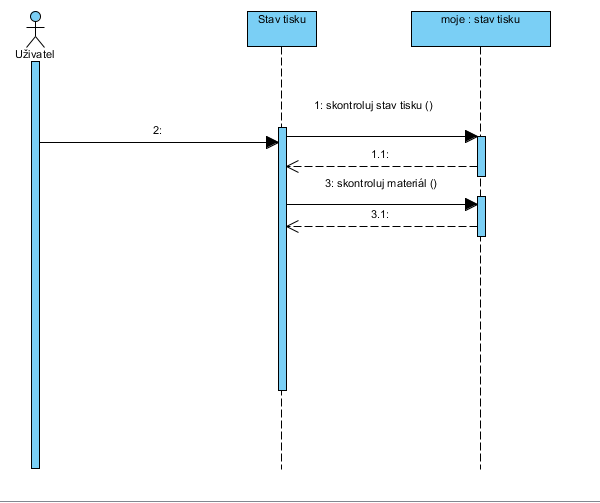 Stav tisku
moje : stav tisku
Uživatel
1: skontroluj stav tisku ()
2:
1.1:
3: skontroluj materiál ()
3.1: